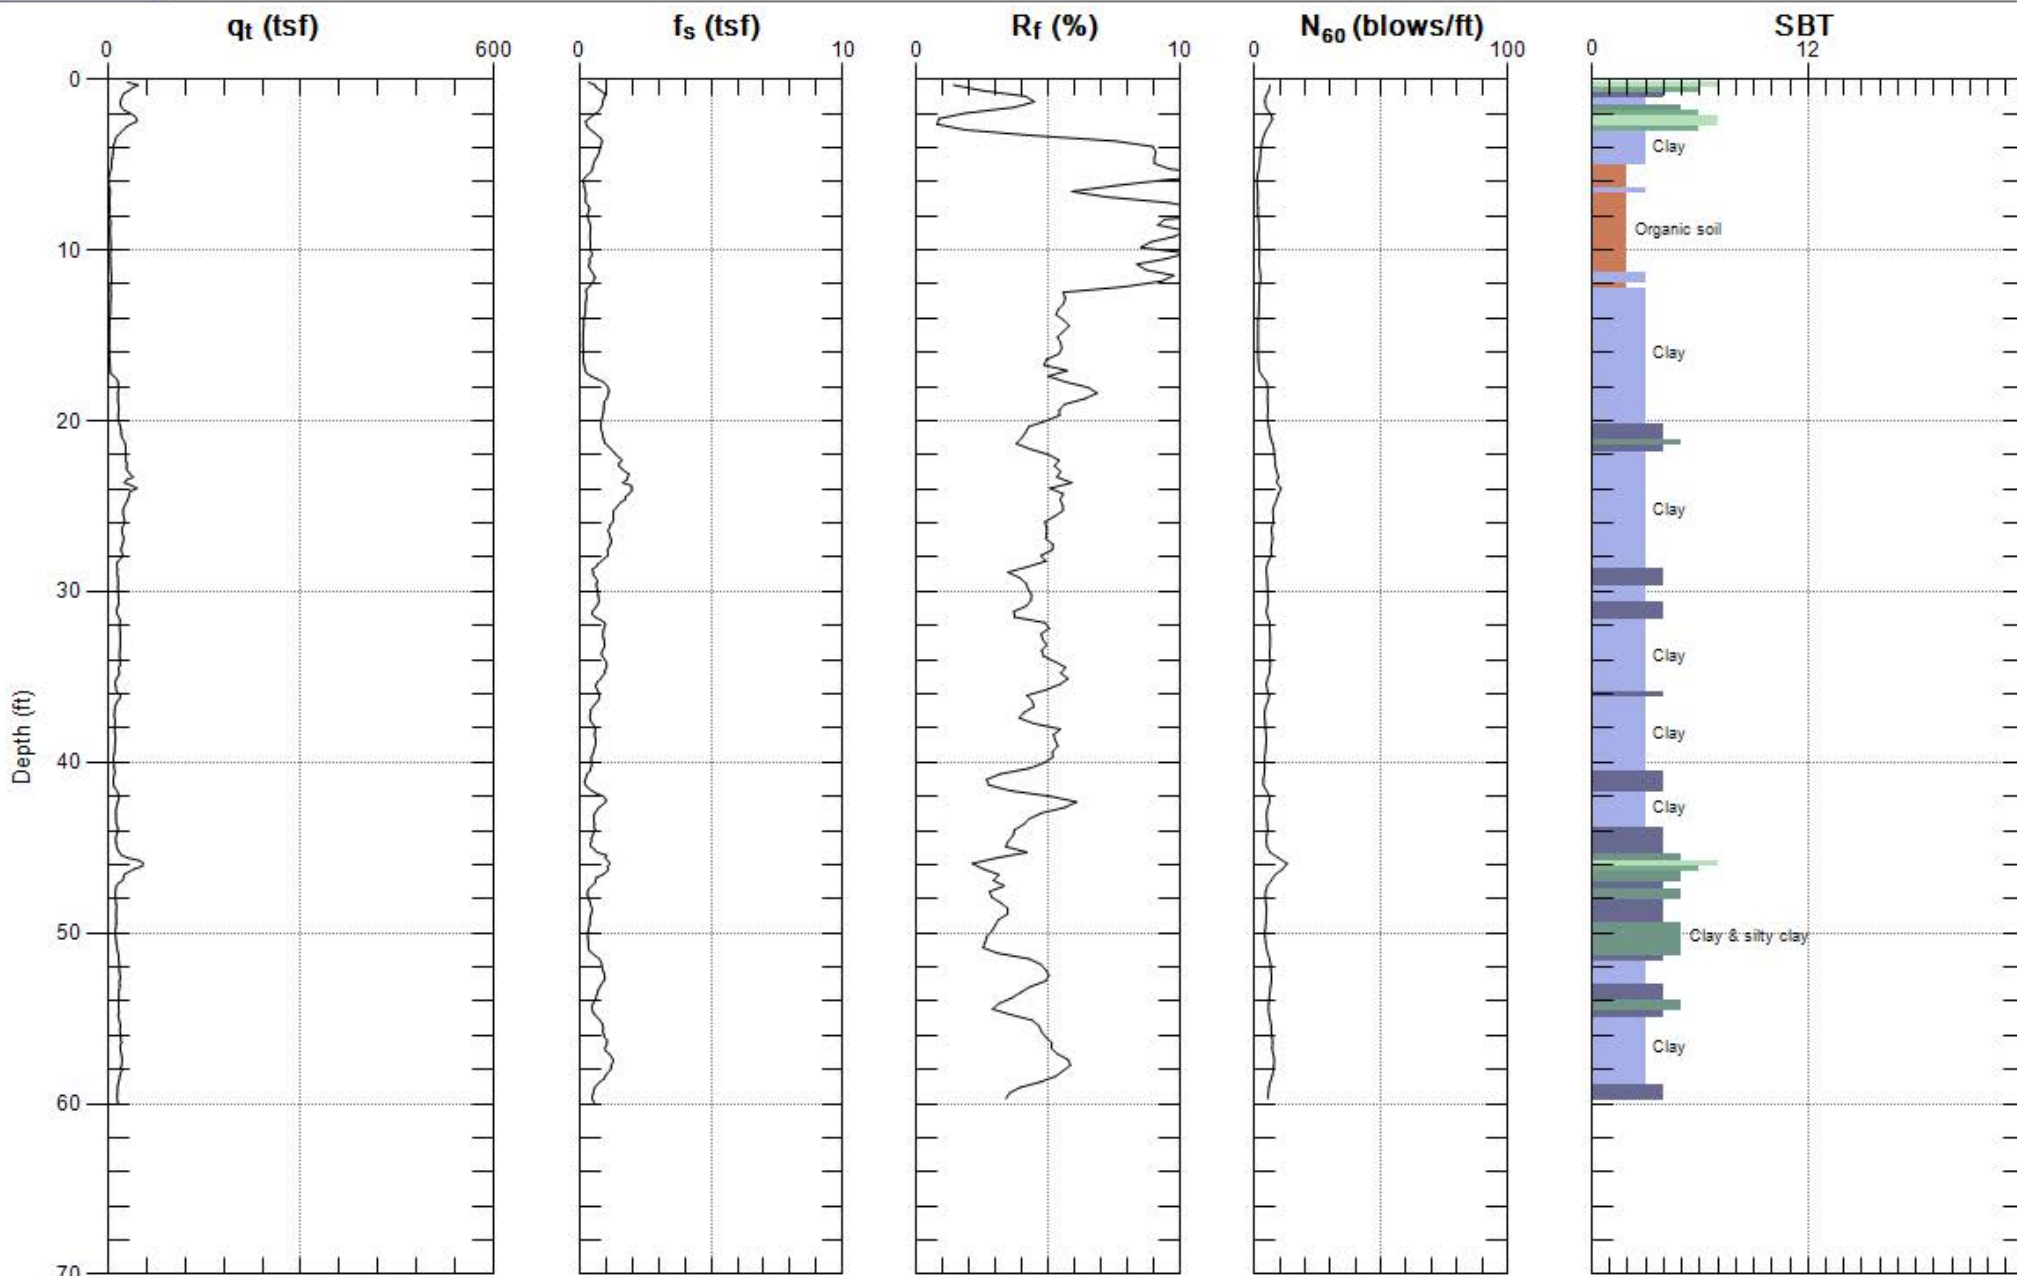 qt (tsf) fs (tsf) Rf (%) N60 (blows/ft) SBT
0 600 0 10 0 10 0 100 0 12
0
Clay
Organic soil
10
Clay
20
Clay
30
Clay
Clay
Depth (ft)
40
Clay
50
Clay & silty clay
Clay
60
70